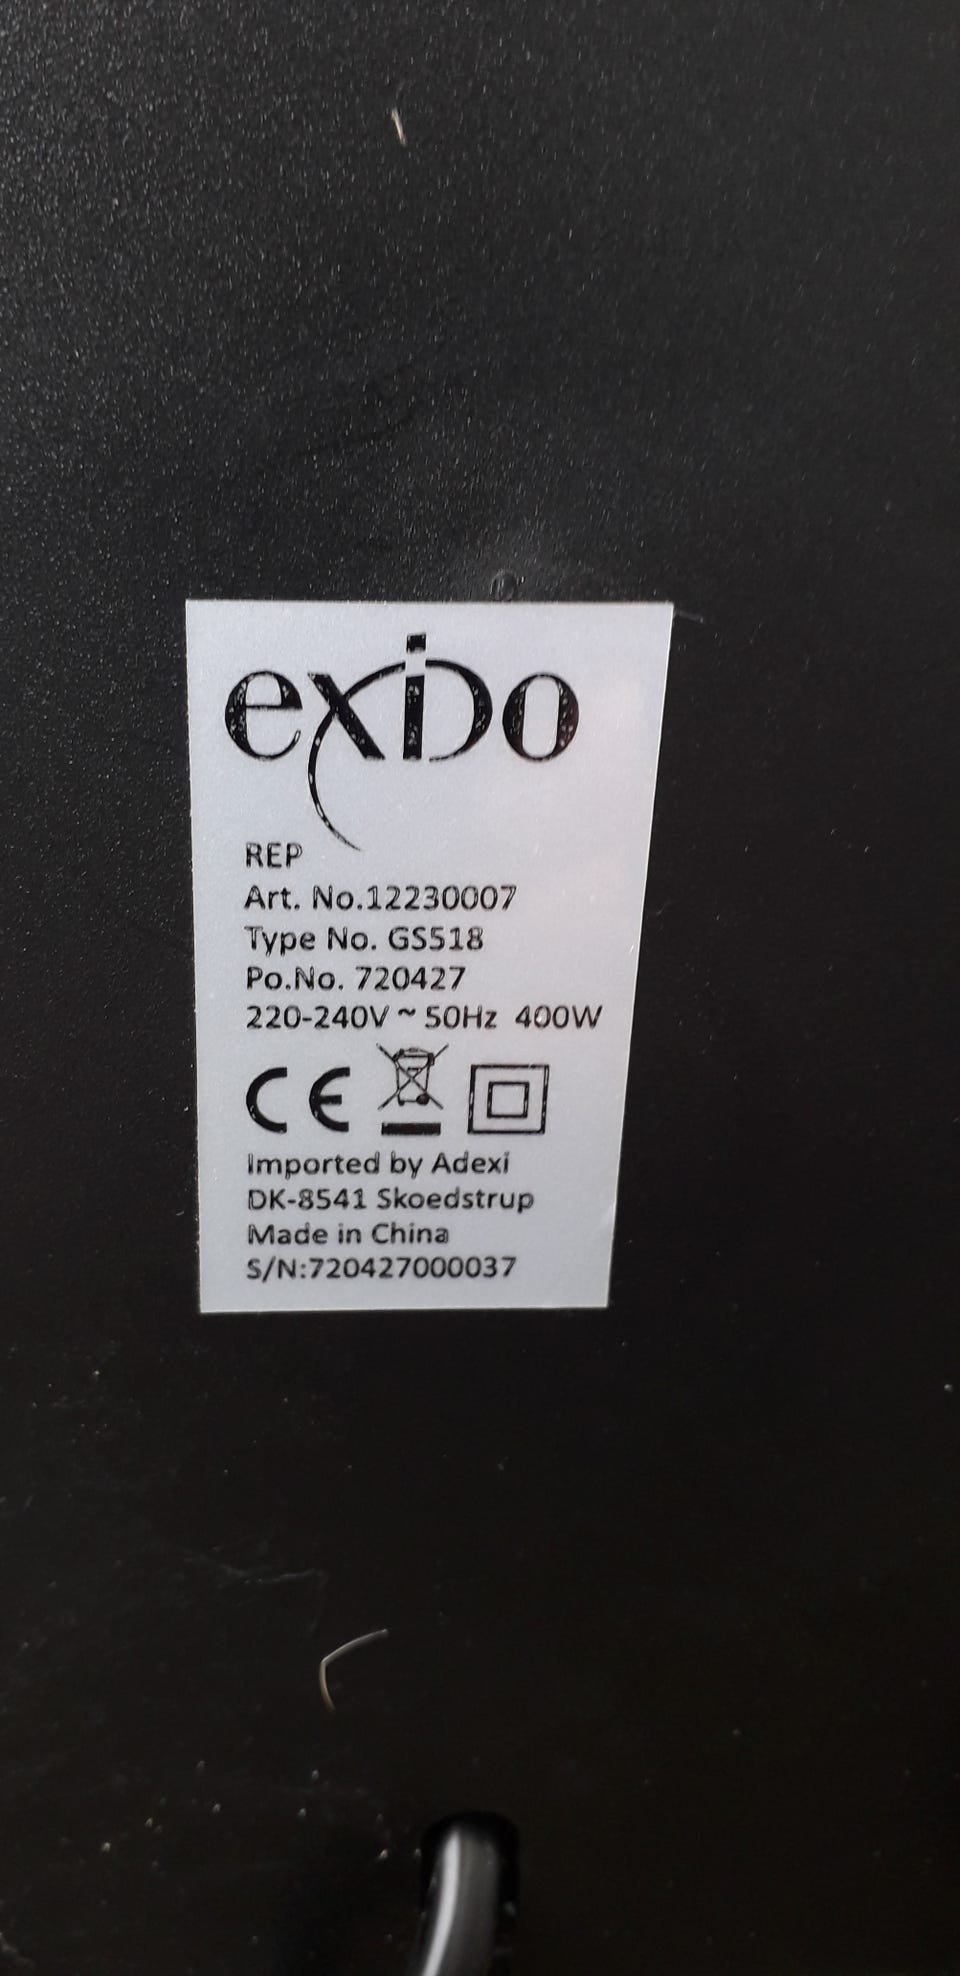 exido
REP
Art. No.12230007
Type No. GS518
Po.No. 720427
220-240V ~ 50Hz 400W
CE
Imported by Adexi
DK-8541 Skoedstrup
Made in China
S/N:720427000037